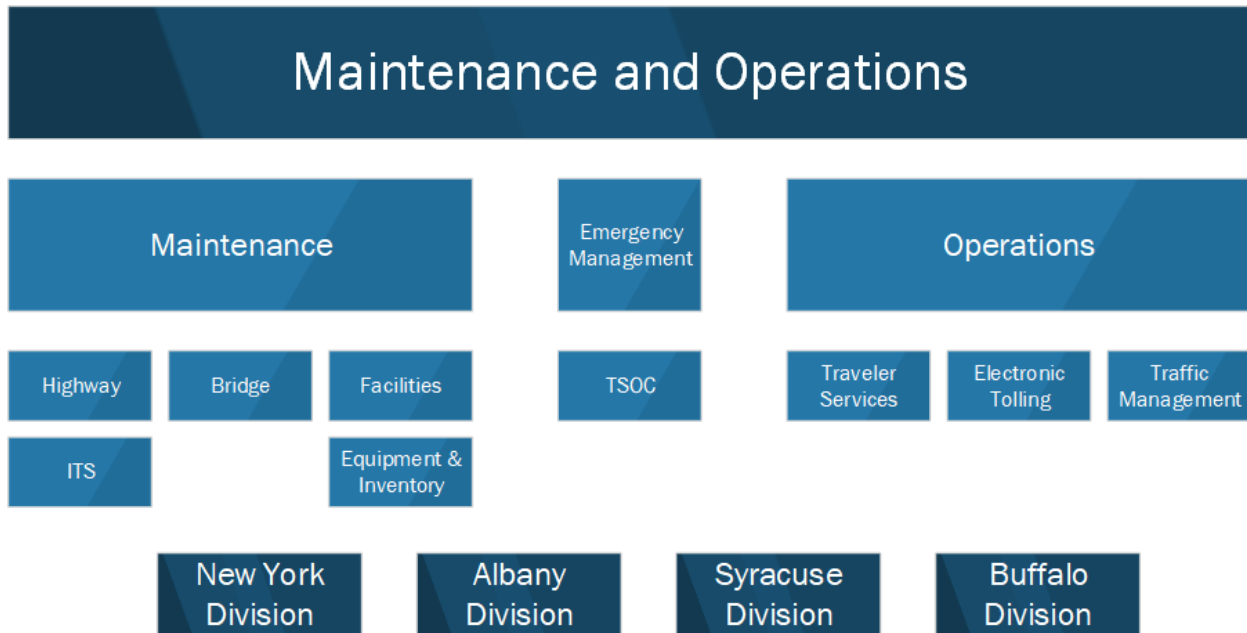 Maintenance and Operations
Maintenance
Emergency
Management
Operations
Highway
Bridge
Facilities
TSOC
Traveler
Services
Electronic
Tolling
Traffic
Management
ITS
Equipment &
Inventory
New York
Division
Albany
Division
Syracuse
Division
Buffalo
Division